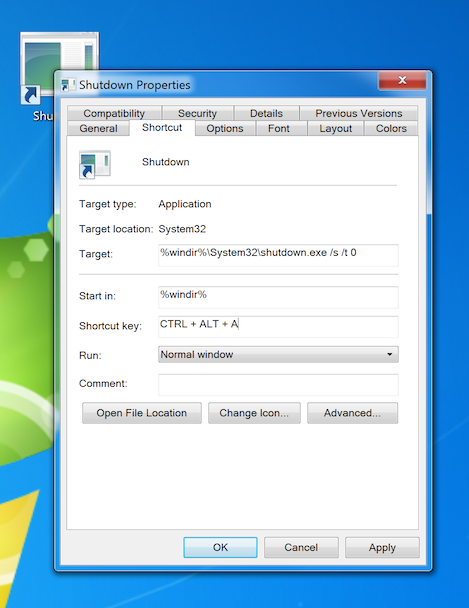 Shu
Shutdown Properties
Compatibility Security Details Previous Versions
General Shortcut Options Font Layout Colors
Shutdown
Target type: Application
Target location: System32
Target: %windir%\System32\shutdown.exe /s /t 0
Start in: %windir%
Shortcut key: CTRL + ALT + A
Run: Normal window
Comment:
Open File Location Change Icon... Advanced...
OK Cancel Apply